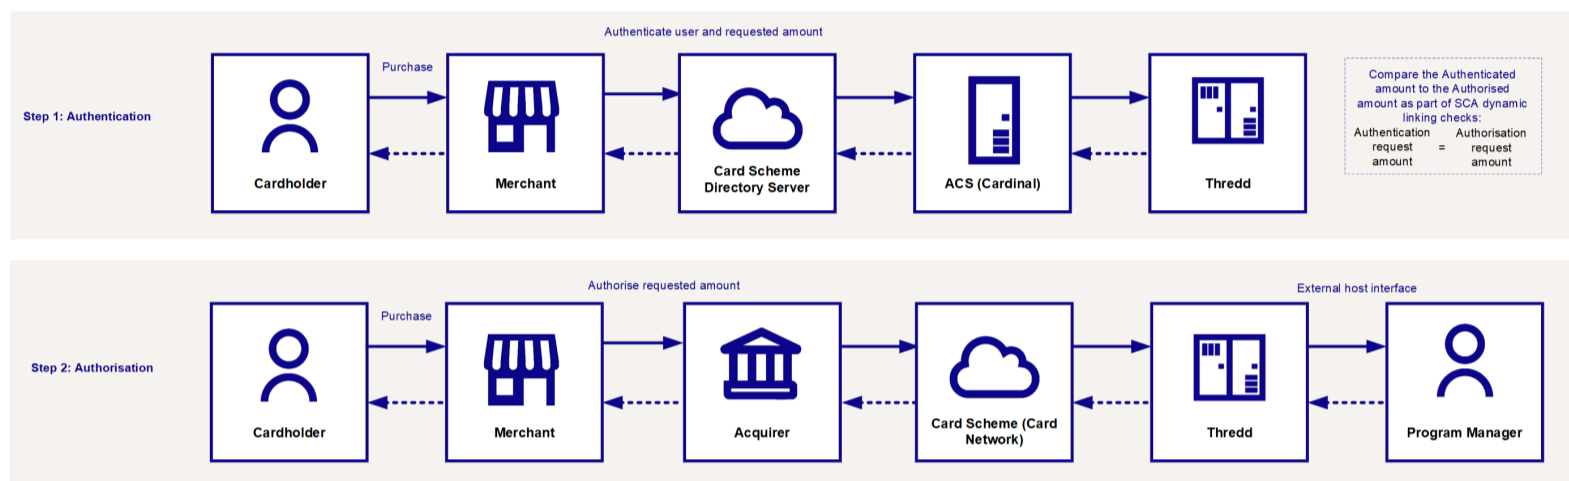 Authenticate user and requested amount
Purchase
Step 1: Authentication
Cardholder
Merchant
Card Scheme
Directory Server
ACS (Cardinal)
Thredd
Compare the Authenticated
amount to the Authorised
amount as part of SCA dynamic
linking checks:
Authentication Authorisation
request = request
amount amount
Authorise requested amount
External host interface
Purchase
Step 2: Authorisation
Cardholder
Merchant
Acquirer
Card Scheme (Card
Network)
Thredd
Program Manager